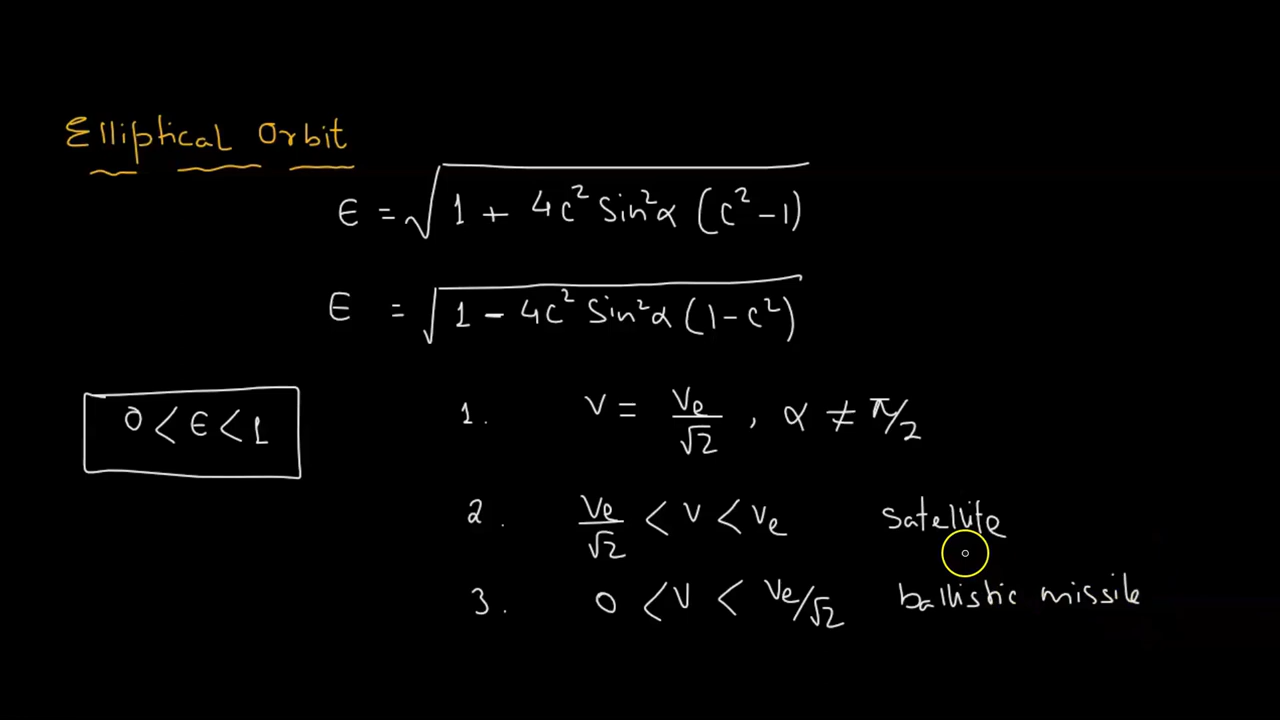 Elliptical Orbit
ϵ = √(1 + 4c² Sin²α (c² – 1))
ϵ = √(1 – 4c² Sin²α (1 – c²))
0 < ϵ < 1
1. v = Ve/√2 , α ≠ π/2
2. Ve/√2 < v < Ve satellite
3. 0 < v < Ve/√2 ballistic missile